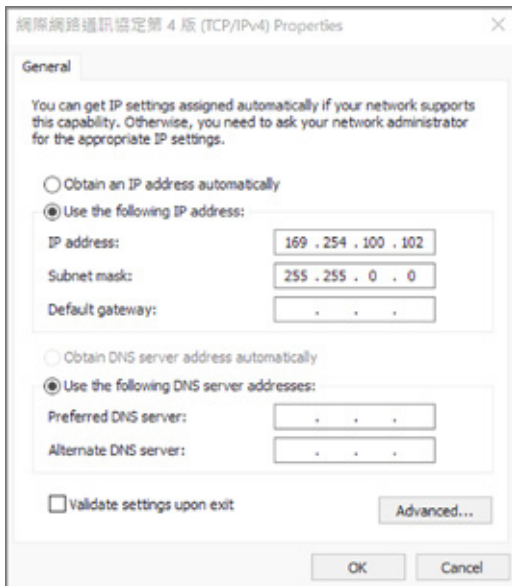 網際網路通訊協定第 4 版 (TCP/IPv4) Properties
General
You can get IP settings assigned automatically if your network supports
this capability. Otherwise, you need to ask your network administrator
for the appropriate IP settings.
Obtain an IP address automatically
Use the following IP address:
IP address: 169 . 254 . 100 . 102
Subnet mask: 255 . 255 . 0 . 0
Default gateway: . . .
Obtain DNS server address automatically
Use the following DNS server addresses:
Preferred DNS server: . . .
Alternate DNS server: . . .
Validate settings upon exit
Advanced...
OK Cancel